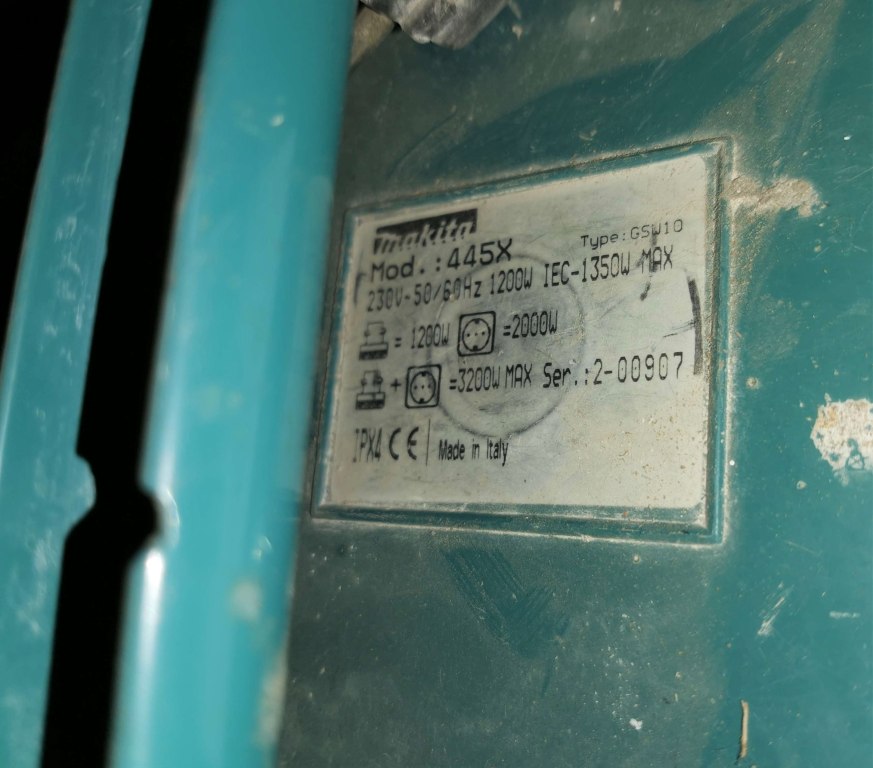 makita
Type:GSW10
Mod.:445X
230V-50/60Hz 1200W IEC-1350W MAX
= 1200W =2000W
+ =3200W MAX Ser.:2-00907
IPX4 CE Made in Italy